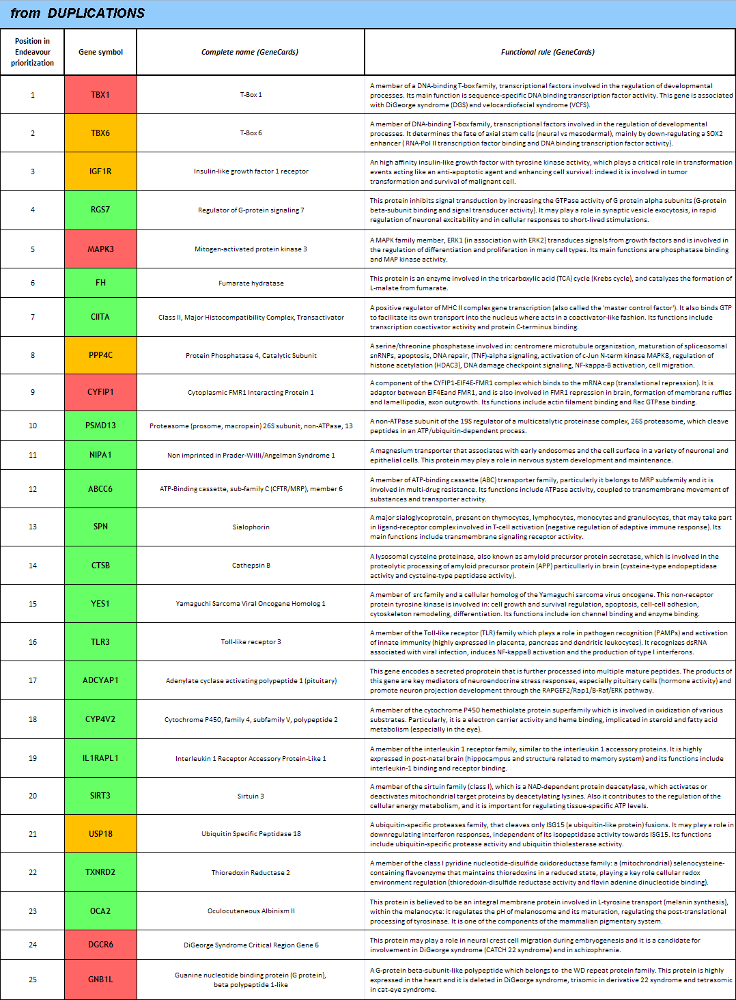 from DUPLICATIONS
Position in
Endeavour
prioritization
Gene symbol
Complete name (GeneCards)
Functional rule (GeneCards)
1
TBX1
T-Box 1
A member of a DNA-binding T-box family, transcriptional factors involved in the regulation of developmental
processes. Its main function is sequence-specific DNA binding transcription factor activity. This gene is associated
with DiGeorge syndrome (DGS) and velocardiofacial syndrome (VCFS).
2
TBX6
T-Box 6
A member of DNA-binding T-box family, transcriptional factors involved in the regulation of developmental
processes. It determines the fate of axial stem cells (neural vs mesodermal), mainly by down-regulating a SOX2
enhancer ( RNA-Pol II transcription factor binding and DNA binding transcription factor activity).
3
IGF1R
Insulin-like growth factor 1 receptor
An high affinity insulin-like growth factor with tyrosine kinase activity, which plays a critical role in transformation
events acting like an anti-apoptotic agent and enhancing cell survival: indeed it is involved in tumor
transformation and survival of malignant cell.
4
RGS7
Regulator of G-protein signaling 7
This protein inhibits signal transduction by increasing the GTPase activity of G protein alpha subunits (G-protein
beta-subunit binding and signal transducer activity). It may play a role in synaptic vesicle exocytosis, in rapid
regulation of neuronal excitability and in cellular responses to short-lived stimulations.
5
MAPK3
Mitogen-activated protein kinase 3
A MAPK family member, ERK1 (in association with ERK2) transduces signals from growth factors and is involved in
the regulation of differentiation and proliferation in many cell types. Its main functions are phosphatase binding
and MAP kinase activity.
6
FH
Fumarate hydratase
This protein is an enzyme involved in the tricarboxylic acid (TCA) cycle (Krebs cycle), and catalyzes the formation of
L-malate from fumarate.
7
CIITA
Class II, Major Histocompatibility Complex, Transactivator
A positive regulator of MHC II complex gene transcription (also called the 'master control factor'). It also binds GTP
to facilitate its own transport into the nucleus where acts in a coactivator-like fashion. Its functions include
transcription coactivator activity and protein C-terminus binding.
8
PPP4C
Protein Phosphatase 4, Catalytic Subunit
A serine/threonine phosphatase involved in: centromere microtubule organization, maturation of spliceosomal
snRNPs, apoptosis, DNA repair, (TNF)-alpha signaling, activation of c-Jun N-term kinase MAPK8, regulation of
histone acetylation (HDAC3), DNA damage checkpoint signaling, NF-kappa-B activation, cell migration.
9
CYFIP1
Cytoplasmic FMR1 Interacting Protein 1
A component of the CYFIP1-EIF4E-FMR1 complex which binds to the mRNA cap (translational repression). It is
adaptor between EIF4Eand FMR1, and is also involved in FMR1 repression in brain, formation of membrane ruffles
and lamellipodia, axon outgrowth. Its functions include actin filament binding and Rac GTPase binding.
10
PSMD13
Proteasome (prosome, macropain) 26S subunit, non-ATPase, 13
A non-ATPase subunit of the 19S regulator of a multicatalytic proteinase complex, 26S proteasome, which cleave
peptides in an ATP/ubiquitin-dependent process.
11
NIPA1
Non imprinted in Prader-Willi/Angelman Syndrome 1
A magnesium transporter that associates with early endosomes and the cell surface in a variety of neuronal and
epithelial cells. This protein may play a role in nervous system development and maintenance.
12
ABCC6
ATP-Binding cassette, sub-family C (CFTR/MRP), member 6
A member of ATP-binding cassette (ABC) transporter family, particularly it belongs to MRP subfamily and it is
involved in multi-drug resistance. Its functions include ATPase activity, coupled to transmembrane movement of
substances and transporter activity.
13
SPN
Sialophorin
A major sialoglycoprotein, present on thymocytes, lymphocytes, monocytes and granulocytes, that may take part
in ligand-receptor complex involved in T-cell activation (negative regulation of adaptive immune response). Its
main functions include transmembrane signaling receptor activity.
14
CTSB
Cathepsin B
A lysosomal cysteine proteinase, also known as amyloid precursor protein secretase, which is involved in the
proteolytic processing of amyloid precursor protein (APP) particularly in brain (cysteine-type endopeptidase
activity and cysteine-type peptidase activity).
15
YES1
Yamaguchi Sarcoma Viral Oncogene Homolog 1
A member of src family and a cellular homolog of the Yamaguchi sarcoma virus oncogene. This non-receptor
protein tyrosine kinase is involved in: cell growth and survival regulation, apoptosis, cell-cell adhesion,
cytoskeleton remodeling, differentiation. Its functions include ion channel binding and enzyme binding.
16
TLR3
Toll-like receptor 3
A member of the Toll-like receptor (TLR) family which plays a role in pathogen recognition (PAMPs) and activation
of innate immunity (highly expressed in placenta, pancreas and dendritic leukocytes). It recognizes dsRNA
associated with viral infection, induces NF-kappaB activation and the production of type I interferons.
17
ADCYAP1
Adenylate cyclase activating polypeptide 1 (pituitary)
This gene encodes a secreted proprotein that is further processed into multiple mature peptides. The products of
this gene are key mediators of neuroendocrine stress responses, especially pituitary cells (hormone activity) and
promote neuron projection development through the RAPGEF2/Rap1/B-Raf/ERK pathway.
18
CYP4V2
Cytochrome P450, family 4, subfamily V, polypeptide 2
A member of the cytochrome P450 hemethiolate protein superfamily which is involved in oxidization of various
substrates. Particularly, it is a electron carrier activity and heme binding, implicated in steroid and fatty acid
metabolism (especially in the eye).
19
IL1RAPL1
Interleukin 1 Receptor Accessory Protein-Like 1
A member of the interleukin 1 receptor family, similar to the interleukin 1 accessory proteins. It is highly
expressed in post-natal brain (hippocampus and structure related to memory system) and its functions include
interleukin-1 binding and receptor binding.
20
SIRT3
Sirtuin 3
A member of the sirtuin family (class I), which is a NAD-dependent protein deacetylase, which activates or
deactivates mitochondrial target proteins by deacetylating lysines. Also it contributes to the regulation of the
cellular energy metabolism, and it is important for regulating tissue-specific ATP levels.
21
USP18
Ubiquitin Specific Peptidase 18
A ubiquitin-specific proteases family, that cleaves only ISG15 (a ubiquitin-like protein) fusions. It may play a role in
downregulating interferon responses, independent of its isopeptidase activity towards ISG15. Its functions
include ubiquitin-specific protease activity and ubiquitin thiolesterase activity.
22
TXNRD2
Thioredoxin Reductase 2
A member of the class I pyridine nucleotide-disulfide oxidoreductase family: a (mitochrondrial) selenocysteine-
containing flavoenzyme that maintains thioredoxins in a reduced state, playing a key role cellular redox
environment regulation (thioredoxin-disulfide reductase activity and flavin adenine dinucleotide binding).
23
OCA2
Oculocutaneous Albinism II
This protein is believed to be an integral membrane protein involved in L-tyrosine transport (melanin synthesis),
within the melanocyte: it regulates the pH of melanosome and its maturation, regulating the post-translational
processing of tyrosinase. It is one of the components of the mammalian pigmentary system.
24
DGCR6
DiGeorge Syndrome Critical Region Gene 6
This protein may play a role in neural crest cell migration during embryogenesis and it is a candidate for
involvement in DiGeorge syndrome (CATCH 22 syndrome) and in schizophrenia.
25
GNB1L
Guanine nucleotide binding protein (G protein),
beta polypeptide 1-like
A G-protein beta-subunit-like polypeptide which belongs to the WD repeat protein family. This protein is highly
expressed in the heart and it is deleted in DiGeorge syndrome, trisomic in derivative 22 syndrome and tetrasomic
in cat-eye syndrome.